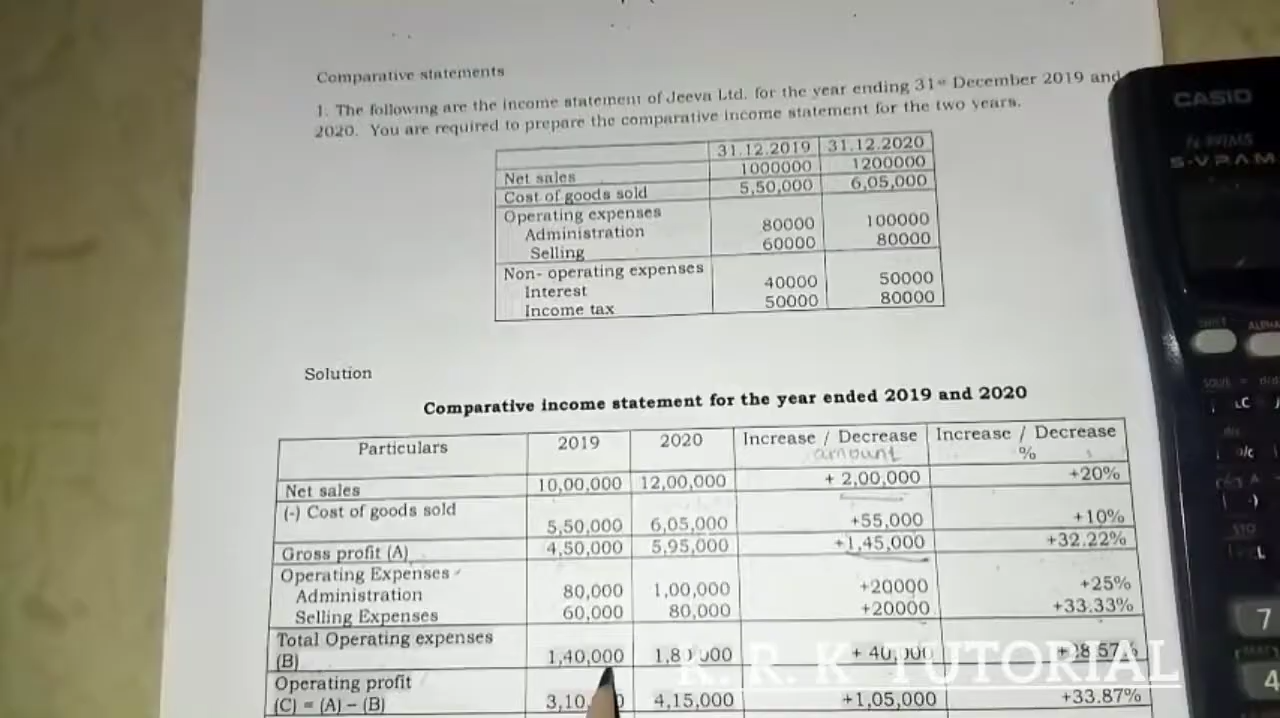 Comparative statements
1. The following are the income statement of Jeeva Ltd. for the year ending 31st December 2019 and
2020. You are required to prepare the comparative income statement for the two years.
31.12.2019 31.12.2020
Net sales 1000000 1200000
Cost of goods sold 5,50,000 6,05,000
Operating expenses
Administration 80000 100000
Selling 60000 80000
Non- operating expenses
Interest 40000 50000
Income tax 50000 80000
Solution
Comparative income statement for the year ended 2019 and 2020
Particulars 2019 2020 Increase / Decrease amount Increase / Decrease %
Net sales 10,00,000 12,00,000 + 2,00,000 +20%
(-) Cost of goods sold 5,50,000 6,05,000 +55,000 +10%
Gross profit (A) 4,50,000 5,95,000 +1,45,000 +32.22%
Operating Expenses
Administration 80,000 1,00,000 +20000 +25%
Selling Expenses 60,000 80,000 +20000 +33.33%
Total Operating expenses
(B) 1,40,000
Operating profit
(C) = (A) – (B) 4,15,000 +1,05,000 +33.87%
K. R. K TUTORIAL
CASIO
S-V.P.A.M.
SHIFT ALPHA
STO
7
4